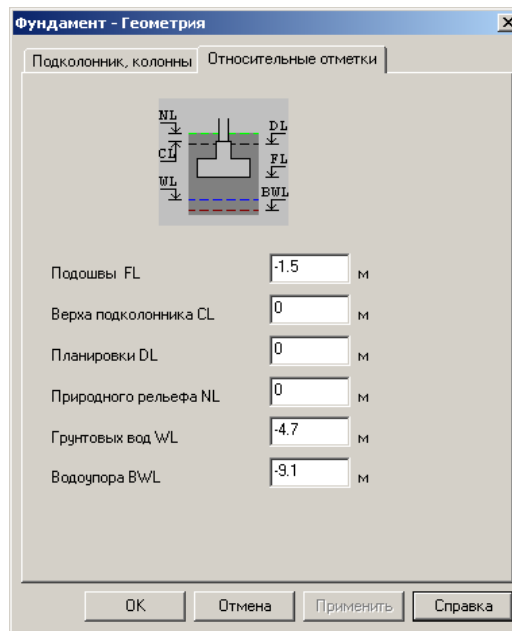 Фундамент - Геометрия
Подколонник, колонны Относительные отметки
NL
DL
CL
FL
WL
BWL
Подошвы FL -1.5 м
Верха подколонника CL 0 м
Планировки DL 0 м
Природного рельефа NL 0 м
Грунтовых вод WL -4.7 м
Водоупора BWL -9.1 м
OK Отмена Применить Справка